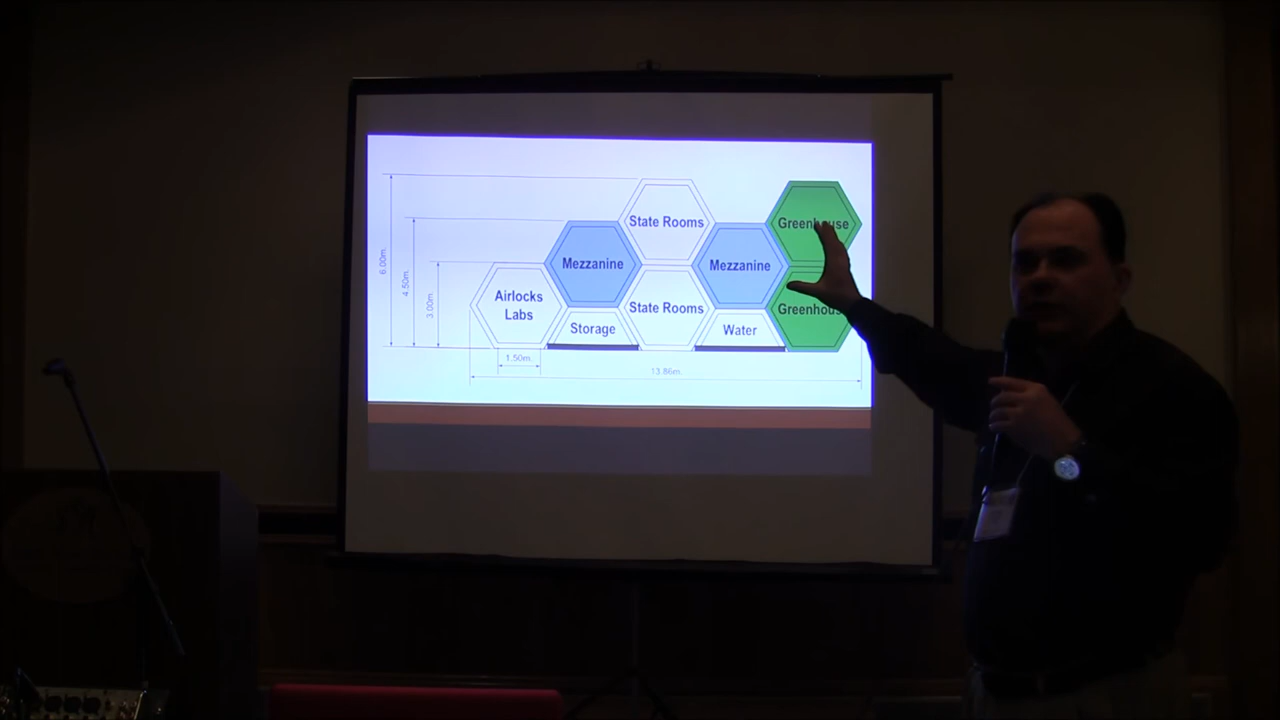 State Rooms
Greenhouse
Mezzanine
Mezzanine
Airlocks
Labs
Storage
State Rooms
Water
Greenhouse
6.00m.
4.50m.
3.00m.
1.50m.
13.86m.